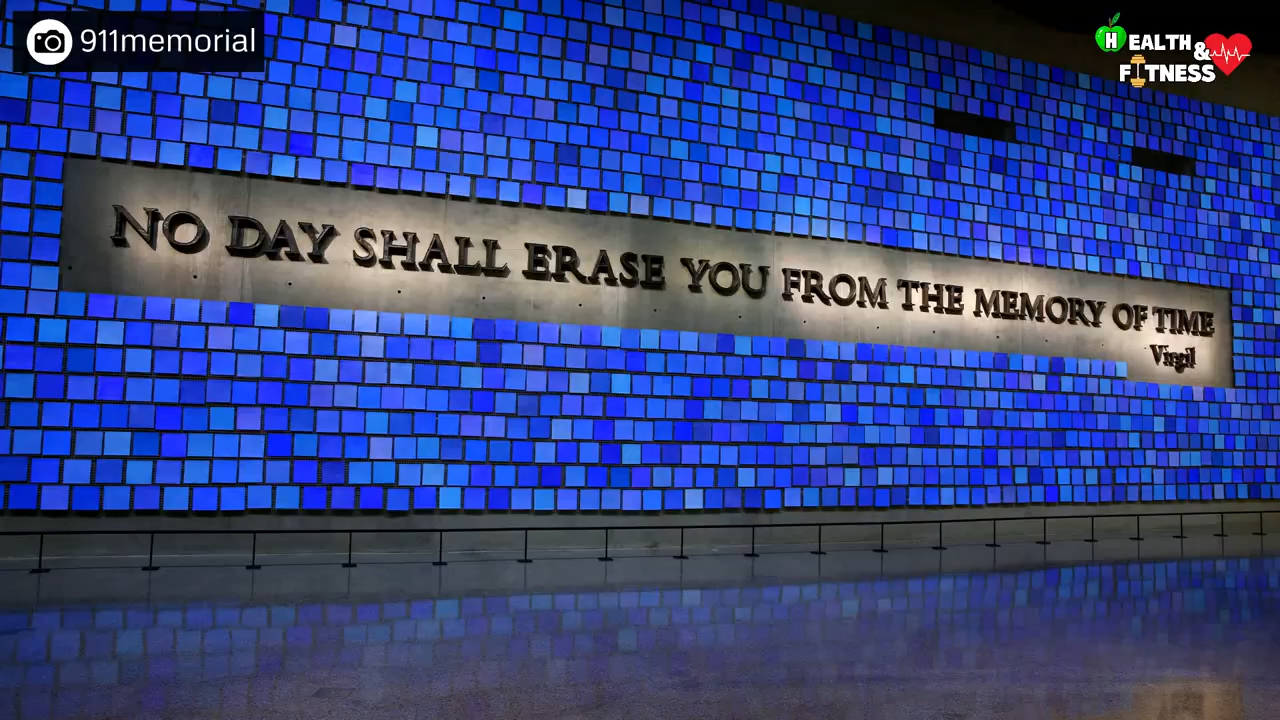 911memorial
HEALTH
&
FITNESS
NO DAY SHALL ERASE YOU FROM THE MEMORY OF TIME
Virgil